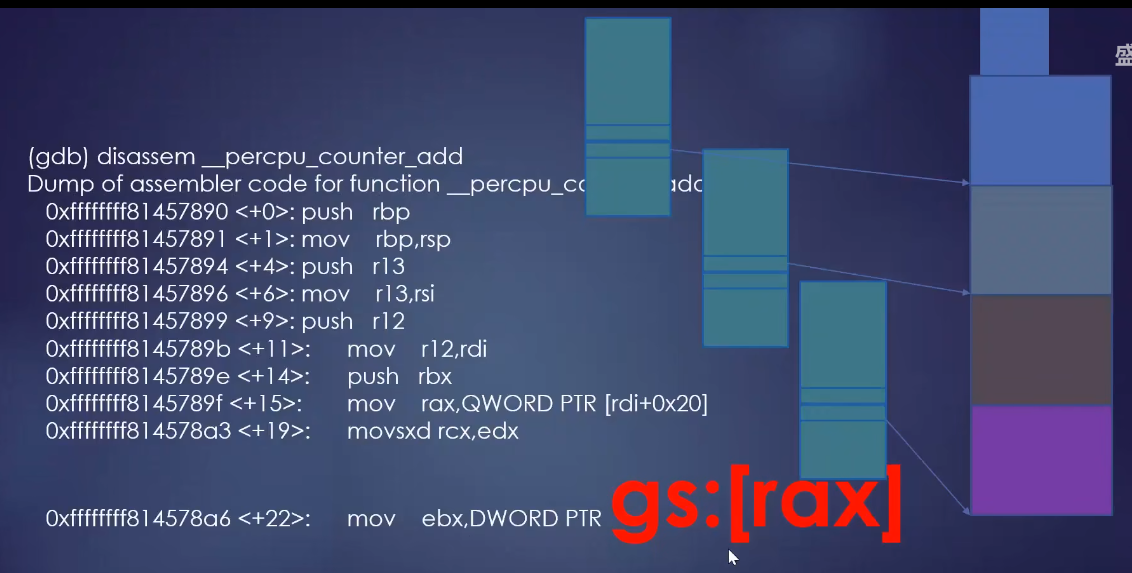 盛
(gdb) disassem __percpu_counter_add
Dump of assembler code for function __percpu_co add
0xffffffff81457890 <+0>: push rbp
0xffffffff81457891 <+1>: mov rbp,rsp
0xffffffff81457894 <+4>: push r13
0xffffffff81457896 <+6>: mov r13,rsi
0xffffffff81457899 <+9>: push r12
0xffffffff8145789b <+11>: mov r12,rdi
0xffffffff8145789e <+14>: push rbx
0xffffffff8145789f <+15>: mov rax,QWORD PTR [rdi+0x20]
0xffffffff814578a3 <+19>: movsxd rcx,edx
0xffffffff814578a6 <+22>: mov ebx,DWORD PTR gs:[rax]